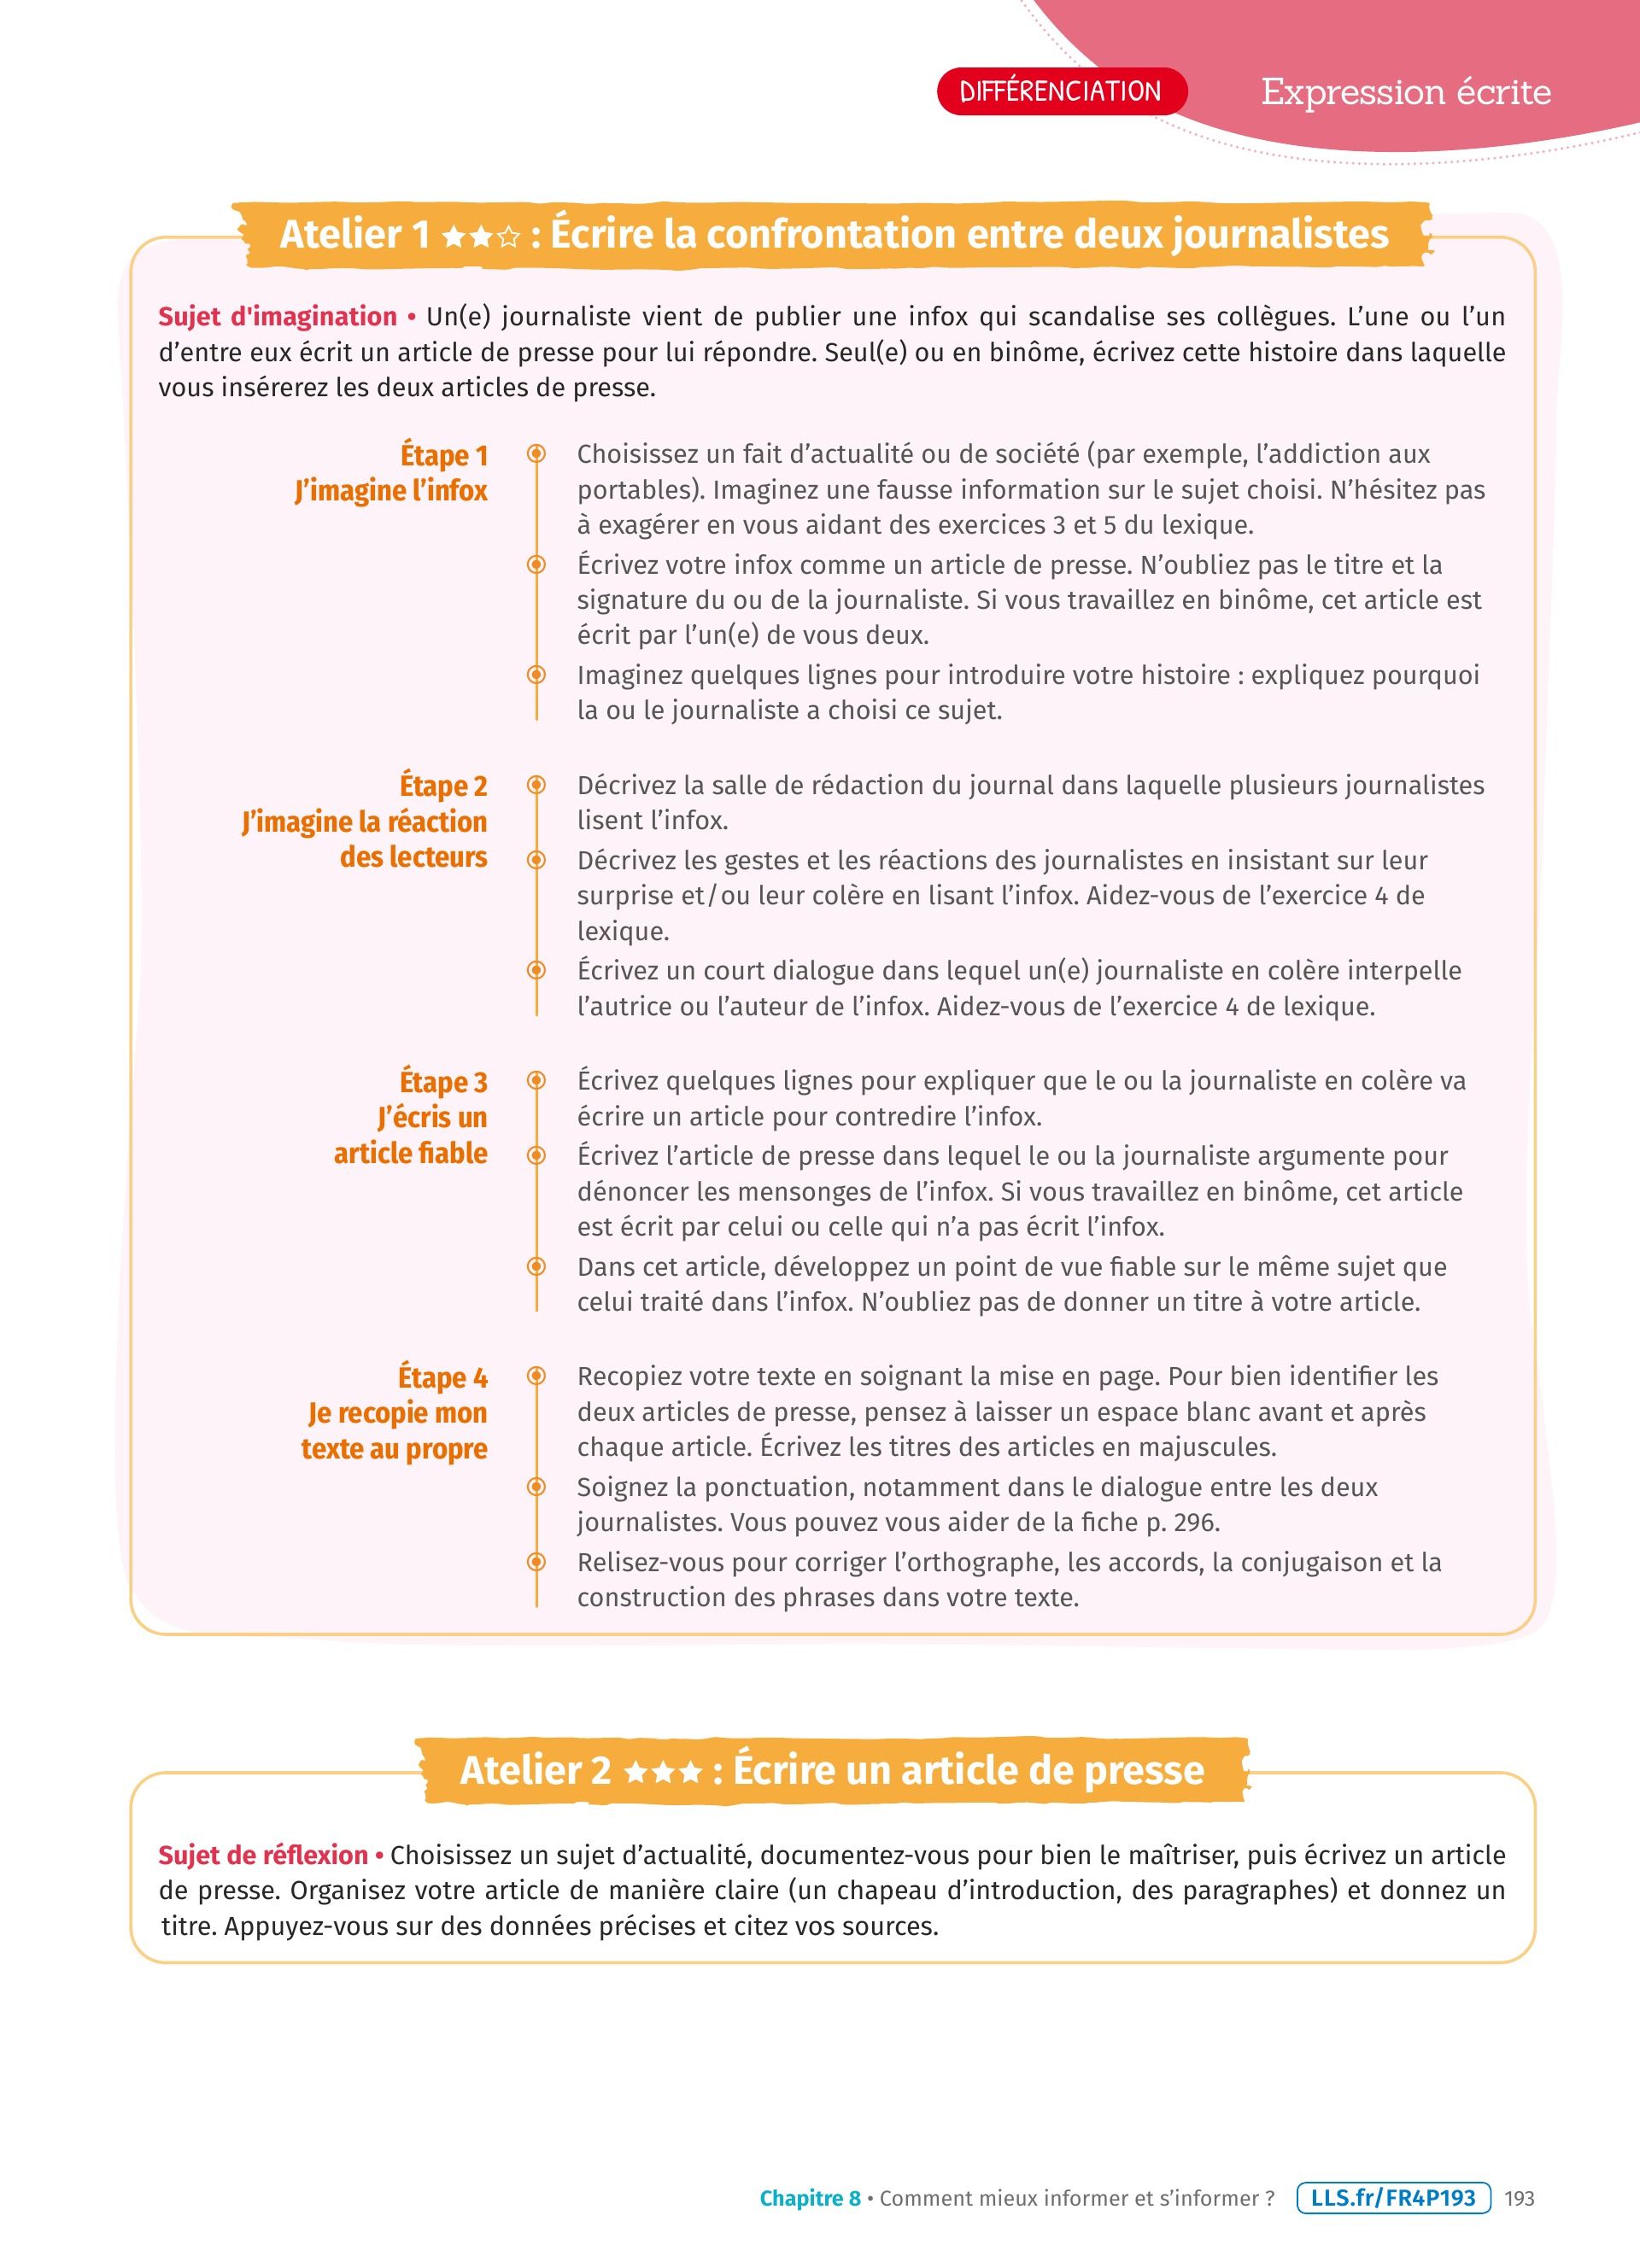 DIFFÉRENCIATION
Expression écrite
Atelier 1 ★★☆ : Écrire la confrontation entre deux journalistes
Sujet d'imagination • Un(e) journaliste vient de publier une infox qui scandalise ses collègues. L’une ou l’un
d’entre eux écrit un article de presse pour lui répondre. Seul(e) ou en binôme, écrivez cette histoire dans laquelle
vous insérerez les deux articles de presse.
Étape 1
J’imagine l’infox
Choisissez un fait d’actualité ou de société (par exemple, l’addiction aux
portables). Imaginez une fausse information sur le sujet choisi. N’hésitez pas
à exagérer en vous aidant des exercices 3 et 5 du lexique.
Écrivez votre infox comme un article de presse. N’oubliez pas le titre et la
signature du ou de la journaliste. Si vous travaillez en binôme, cet article est
écrit par l’un(e) de vous deux.
Imaginez quelques lignes pour introduire votre histoire : expliquez pourquoi
la ou le journaliste a choisi ce sujet.
Étape 2
J’imagine la réaction
des lecteurs
Décrivez la salle de rédaction du journal dans laquelle plusieurs journalistes
lisent l’infox.
Décrivez les gestes et les réactions des journalistes en insistant sur leur
surprise et/ou leur colère en lisant l’infox. Aidez-vous de l’exercice 4 de
lexique.
Écrivez un court dialogue dans lequel un(e) journaliste en colère interpelle
l’autrice ou l’auteur de l’infox. Aidez-vous de l’exercice 4 de lexique.
Étape 3
J’écris un
article fiable
Écrivez quelques lignes pour expliquer que le ou la journaliste en colère va
écrire un article pour contredire l’infox.
Écrivez l’article de presse dans lequel le ou la journaliste argumente pour
dénoncer les mensonges de l’infox. Si vous travaillez en binôme, cet article
est écrit par celui ou celle qui n’a pas écrit l’infox.
Dans cet article, développez un point de vue fiable sur le même sujet que
celui traité dans l’infox. N’oubliez pas de donner un titre à votre article.
Étape 4
Je recopie mon
texte au propre
Recopiez votre texte en soignant la mise en page. Pour bien identifier les
deux articles de presse, pensez à laisser un espace blanc avant et après
chaque article. Écrivez les titres des articles en majuscules.
Soignez la ponctuation, notamment dans le dialogue entre les deux
journalistes. Vous pouvez vous aider de la fiche p. 296.
Relisez-vous pour corriger l’orthographe, les accords, la conjugaison et la
construction des phrases dans votre texte.
Atelier 2 ★★★ : Écrire un article de presse
Sujet de réflexion • Choisissez un sujet d’actualité, documentez-vous pour bien le maîtriser, puis écrivez un article
de presse. Organisez votre article de manière claire (un chapeau d’introduction, des paragraphes) et donnez un
titre. Appuyez-vous sur des données précises et citez vos sources.
Chapitre 8 • Comment mieux informer et s’informer ? LLS.fr/FR4P193 193